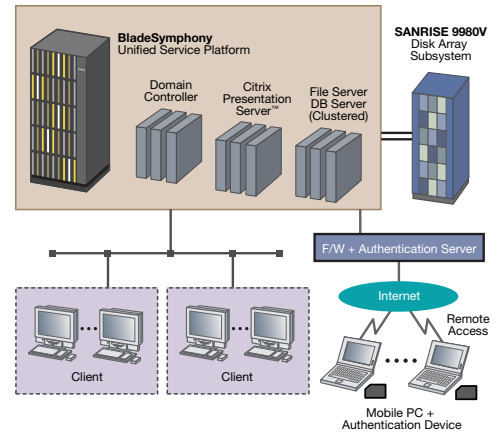 BladeSymphony
Unified Service Platform
SANRISE 9980V
Disk Array
Subsystem
Domain
Controller
Citrix
Presentation
Server™
File Server
DB Server
(Clustered)
F/W + Authentication Server
Internet
Remote
Access
Client
Client
Mobile PC +
Authentication Device